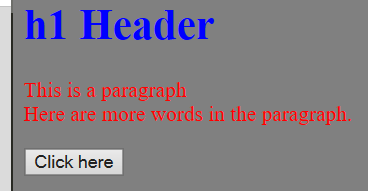 h1 Header
This is a paragraph
Here are more words in the paragraph.
Click here